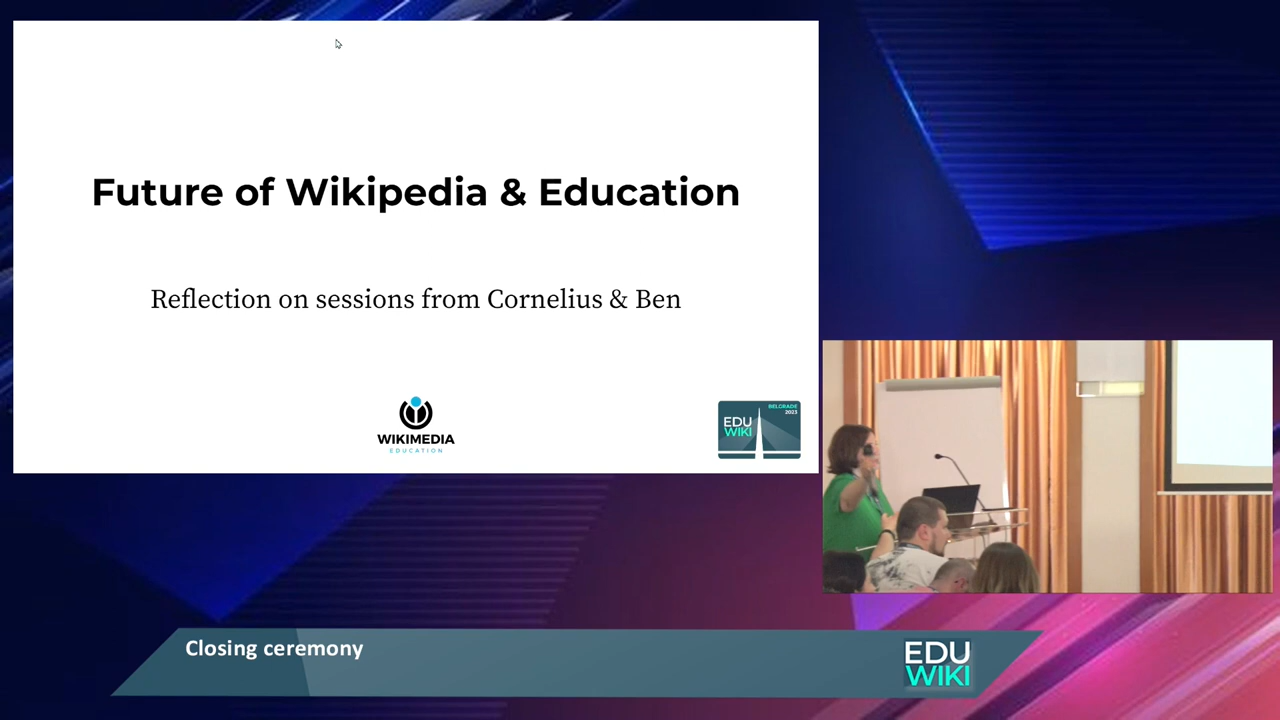 Future of Wikipedia & Education
Reflection on sessions from Cornelius & Ben
WIKIMEDIA
EDUCATION
BELGRADE
2023
EDU
WIKI
Closing ceremony
EDU
WIKI